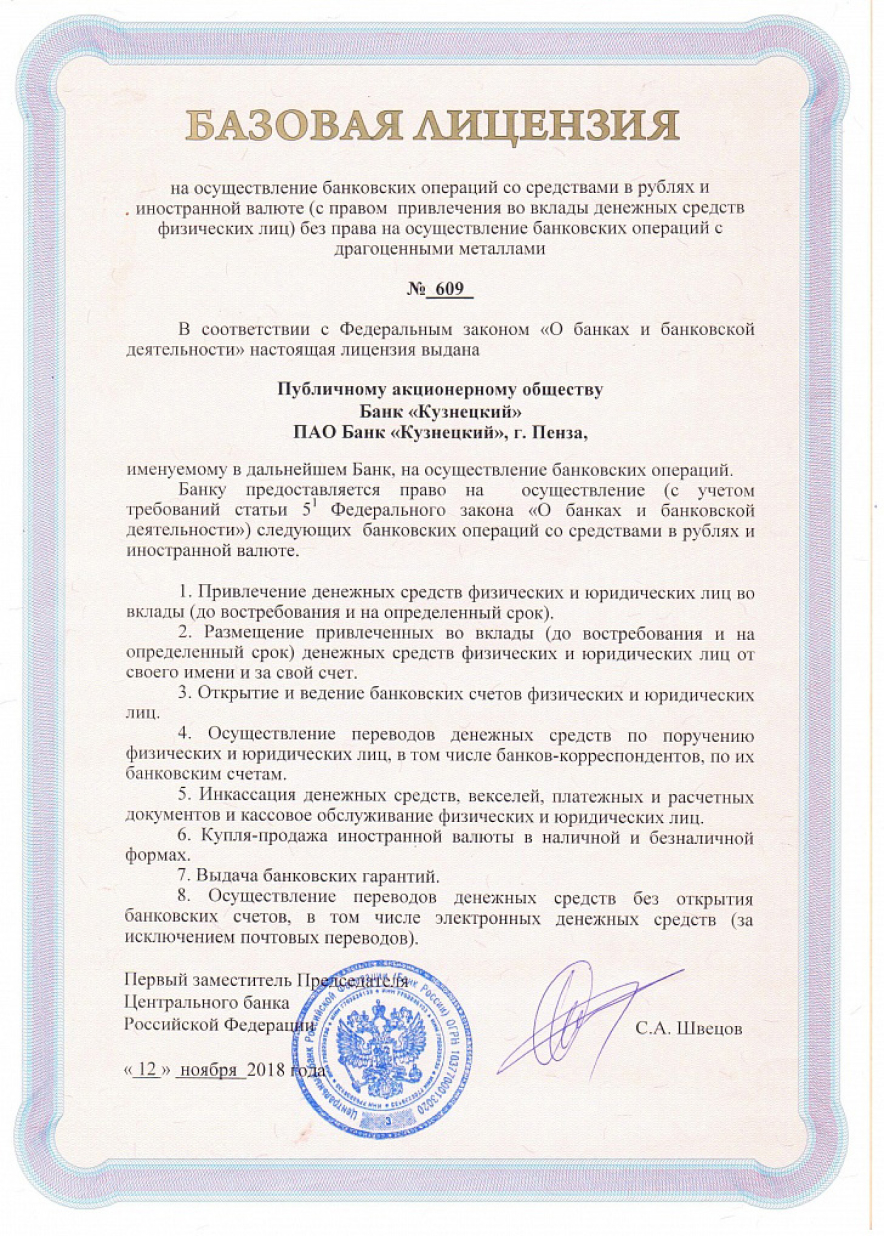 БАЗОВАЯ ЛИЦЕНЗИЯ
на осуществление банковских операций со средствами в рублях и
иностранной валюте (с правом привлечения во вклады денежных средств
физических лиц) без права на осуществление банковских операций с
драгоценными металлами
№ 609
В соответствии с Федеральным законом «О банках и банковской
деятельности» настоящая лицензия выдана
Публичному акционерному обществу
Банк «Кузнецкий»
ПАО Банк «Кузнецкий», г. Пенза,
именуемому в дальнейшем Банк, на осуществление банковских операций.
Банку предоставляется право на осуществление (с учетом
требований статьи 5¹ Федерального закона «О банках и банковской
деятельности») следующих банковских операций со средствами в рублях и
иностранной валюте.
1. Привлечение денежных средств физических и юридических лиц во
вклады (до востребования и на определенный срок).
2. Размещение привлеченных во вклады (до востребования и на
определенный срок) денежных средств физических и юридических лиц от
своего имени и за свой счет.
3. Открытие и ведение банковских счетов физических и юридических
лиц.
4. Осуществление переводов денежных средств по поручению
физических и юридических лиц, в том числе банков-корреспондентов, по их
банковским счетам.
5. Инкассация денежных средств, векселей, платежных и расчетных
документов и кассовое обслуживание физических и юридических лиц.
6. Купля-продажа иностранной валюты в наличной и безналичной
формах.
7. Выдача банковских гарантий.
8. Осуществление переводов денежных средств без открытия
банковских счетов, в том числе электронных денежных средств (за
исключением почтовых переводов).
Первый заместитель Председателя
Центрального банка
Российской Федерации
С.А. Швецов
« 12 » ноября 2018 года
Центральный банк Российской Федерации (Банк России) ОГРН 1037700013020
3